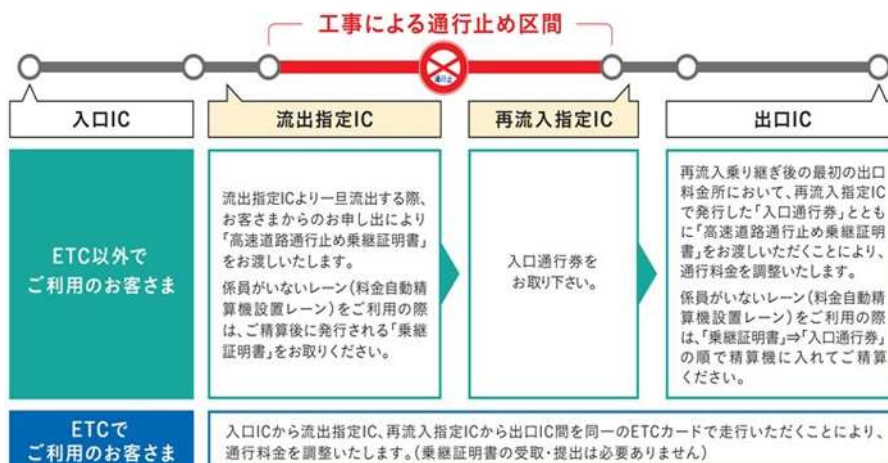 工事による通行止め区間
通行止
入口IC
流出指定IC
再流入指定IC
出口IC
ETC以外で
ご利用のお客さま
流出指定ICより一旦流出する際、
お客さまからのお申し出により
「高速道路通行止め乗継証明書」
をお渡しいたします。
係員がいないレーン(料金自動精
算機設置レーン)をご利用の際
は、ご精算後に発行される「乗継
証明書」をお取りください。
入口通行券を
お取り下さい。
再流入乗り継ぎ後の最初の出口
料金所において、再流入指定IC
で発行した「入口通行券」ととも
に「高速道路通行止め乗継証明
書」をお渡しいただくことにより、
通行料金を調整いたします。
係員がいないレーン(料金自動精
算機設置レーン)をご利用の際
は、「乗継証明書」⇒「入口通行券」
の順で精算機に入れてご精算
ください。
ETCで
ご利用のお客さま
入口ICから流出指定IC、再流入指定ICから出口IC間を同一のETCカードで走行いただくことにより、
通行料金を調整いたします。(乗継証明書の受取・提出は必要ありません)